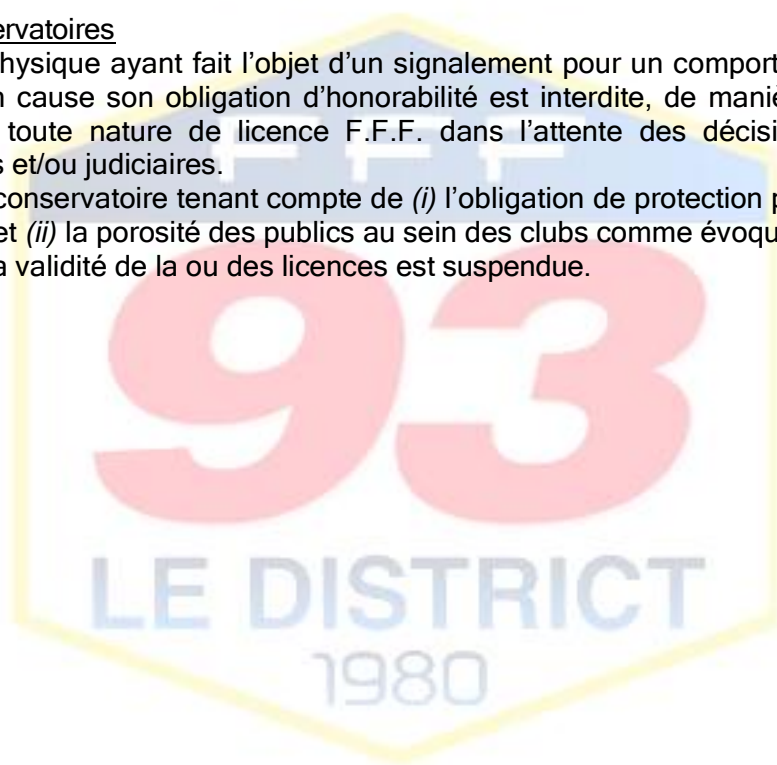 ervatoires
hysique ayant fait l’objet d’un signalement pour un comport
n cause son obligation d’honorabilité est interdite, de maniè
toute nature de licence F.F.F. dans l’attente des décisi
s et/ou judiciaires.
conservatoire tenant compte de (i) l’obligation de protection p
et (ii) la porosité des publics au sein des clubs comme évoqu
a validité de la ou des licences est suspendue.
FFF
93
LE DISTRICT
1980